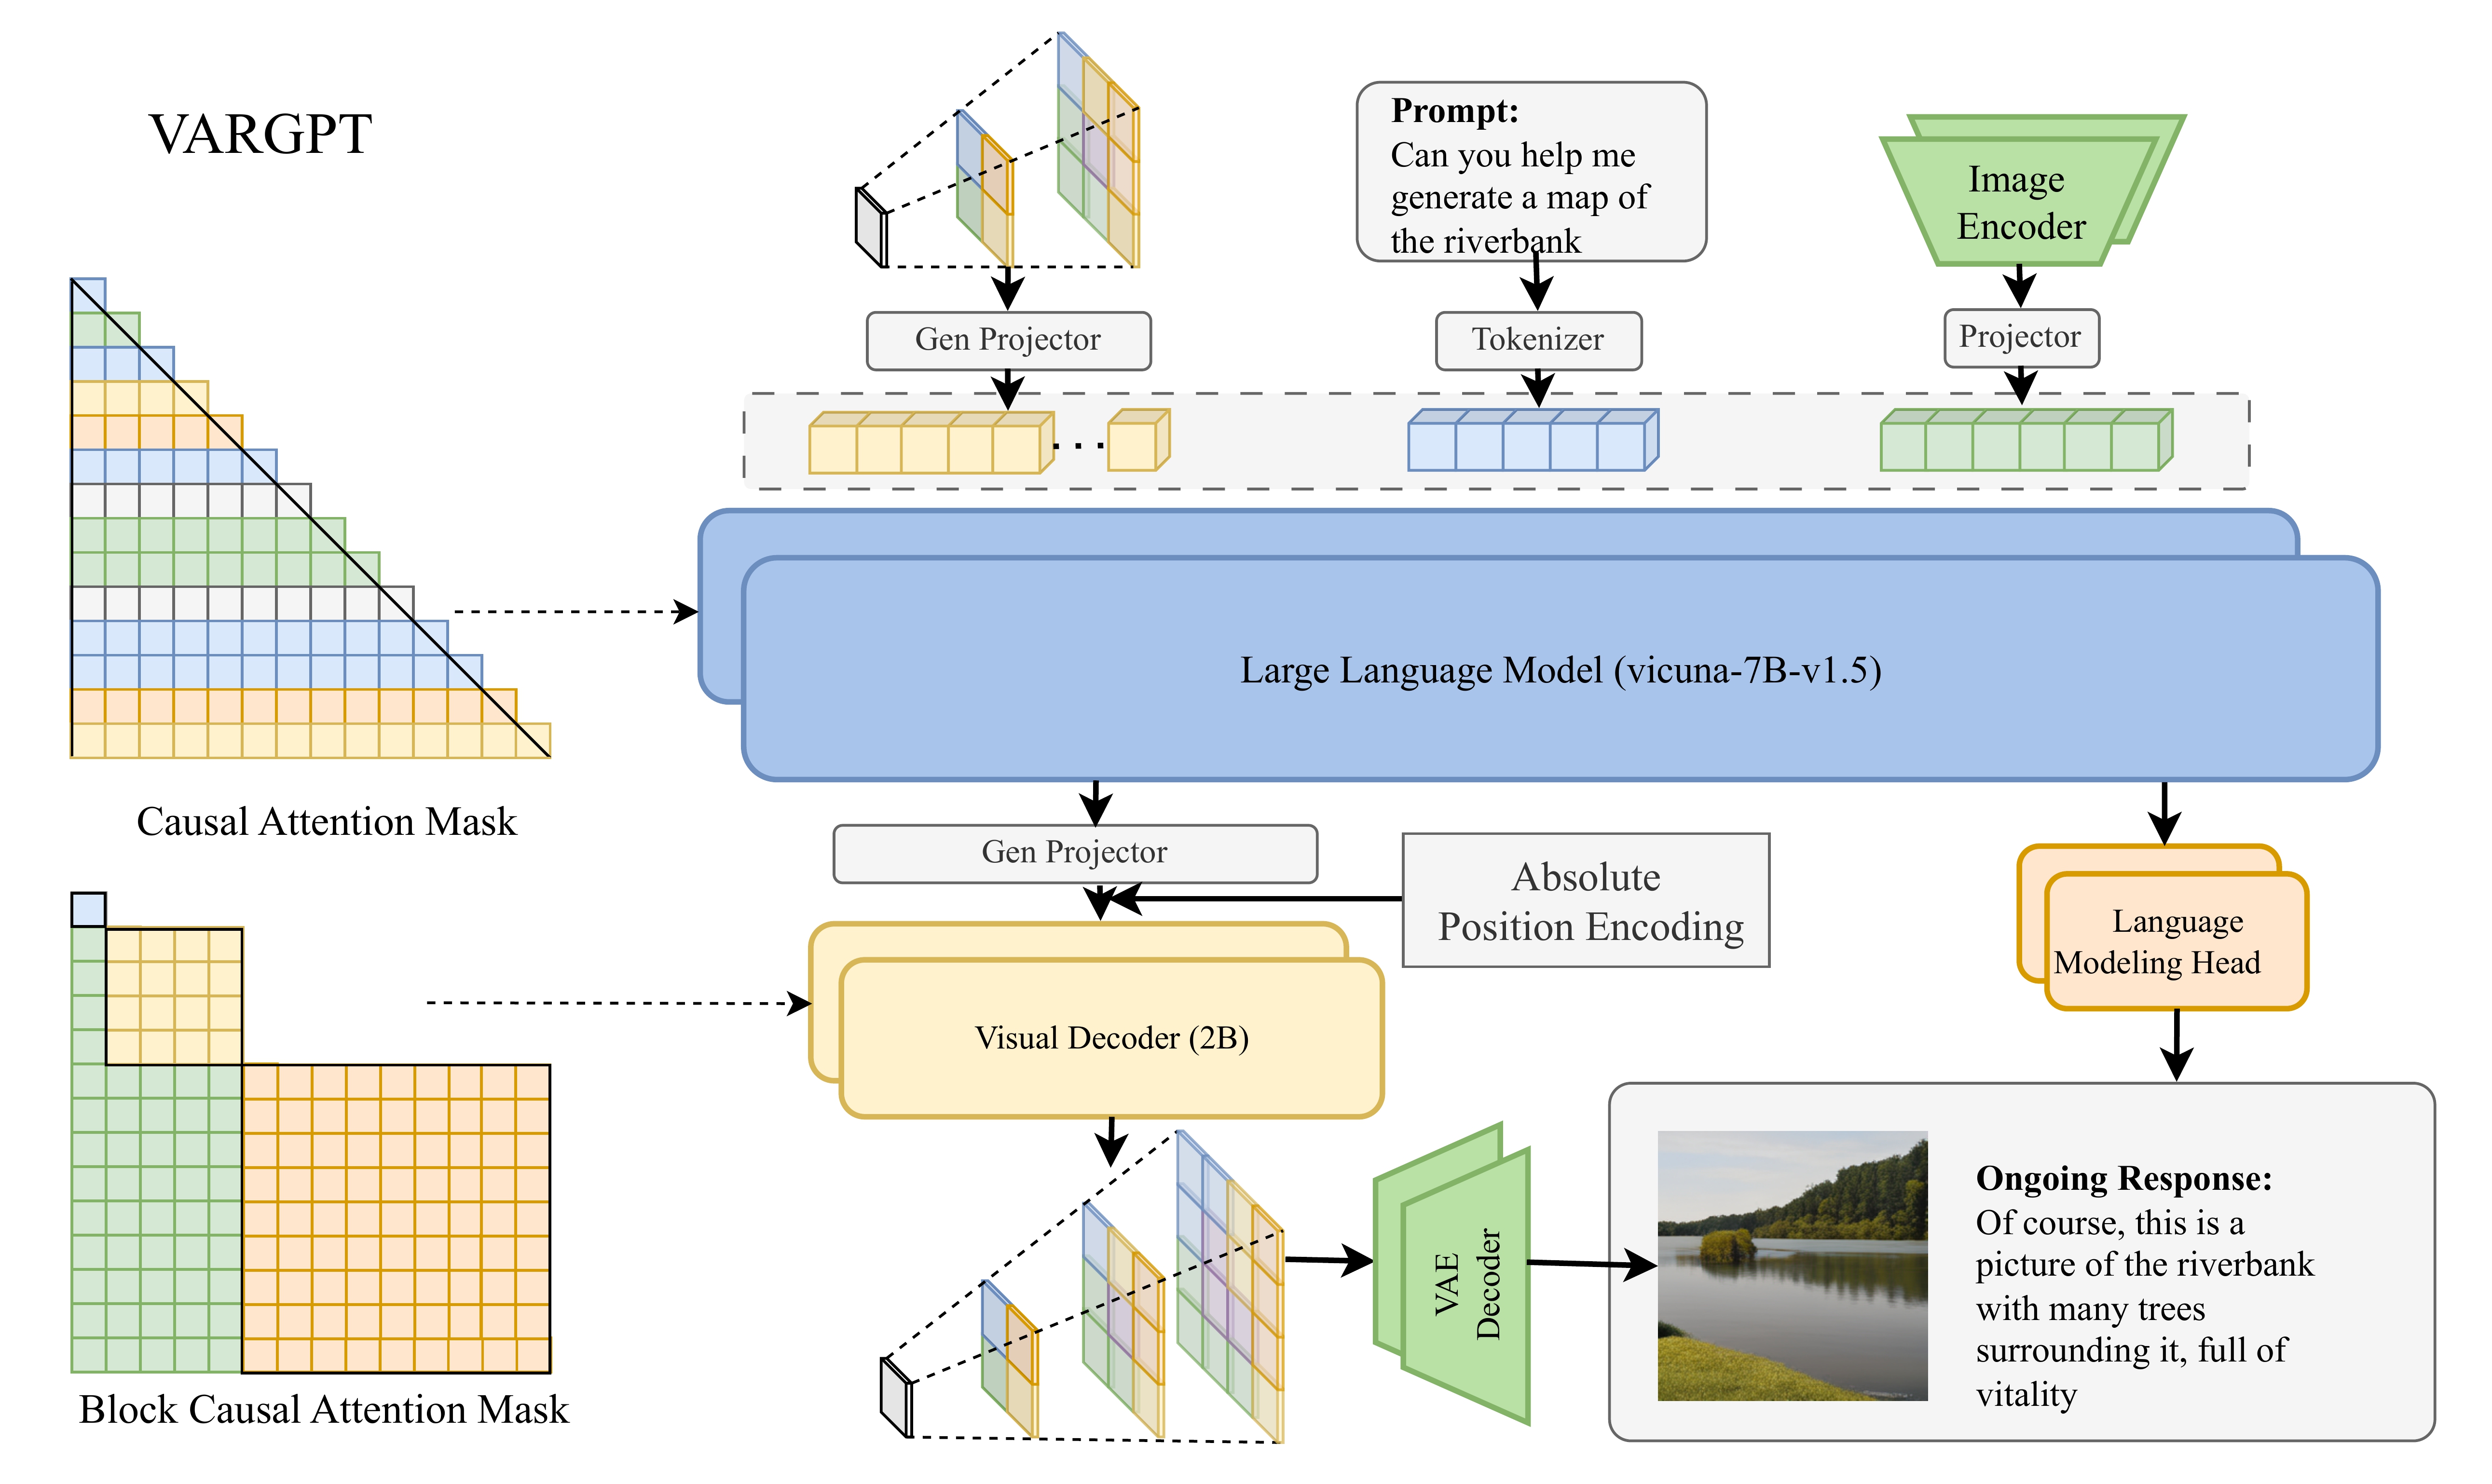 VARGPT
Prompt:
Can you help me
generate a map of
the riverbank
Image
Encoder
Gen Projector
Tokenizer
Projector
Large Language Model (vicuna-7B-v1.5)
Causal Attention Mask
Gen Projector
Absolute
Position Encoding
Language
Modeling Head
Visual Decoder (2B)
VAE
Decoder
Ongoing Response:
Of course, this is a
picture of the riverbank
with many trees
surrounding it, full of
vitality
Block Causal Attention Mask